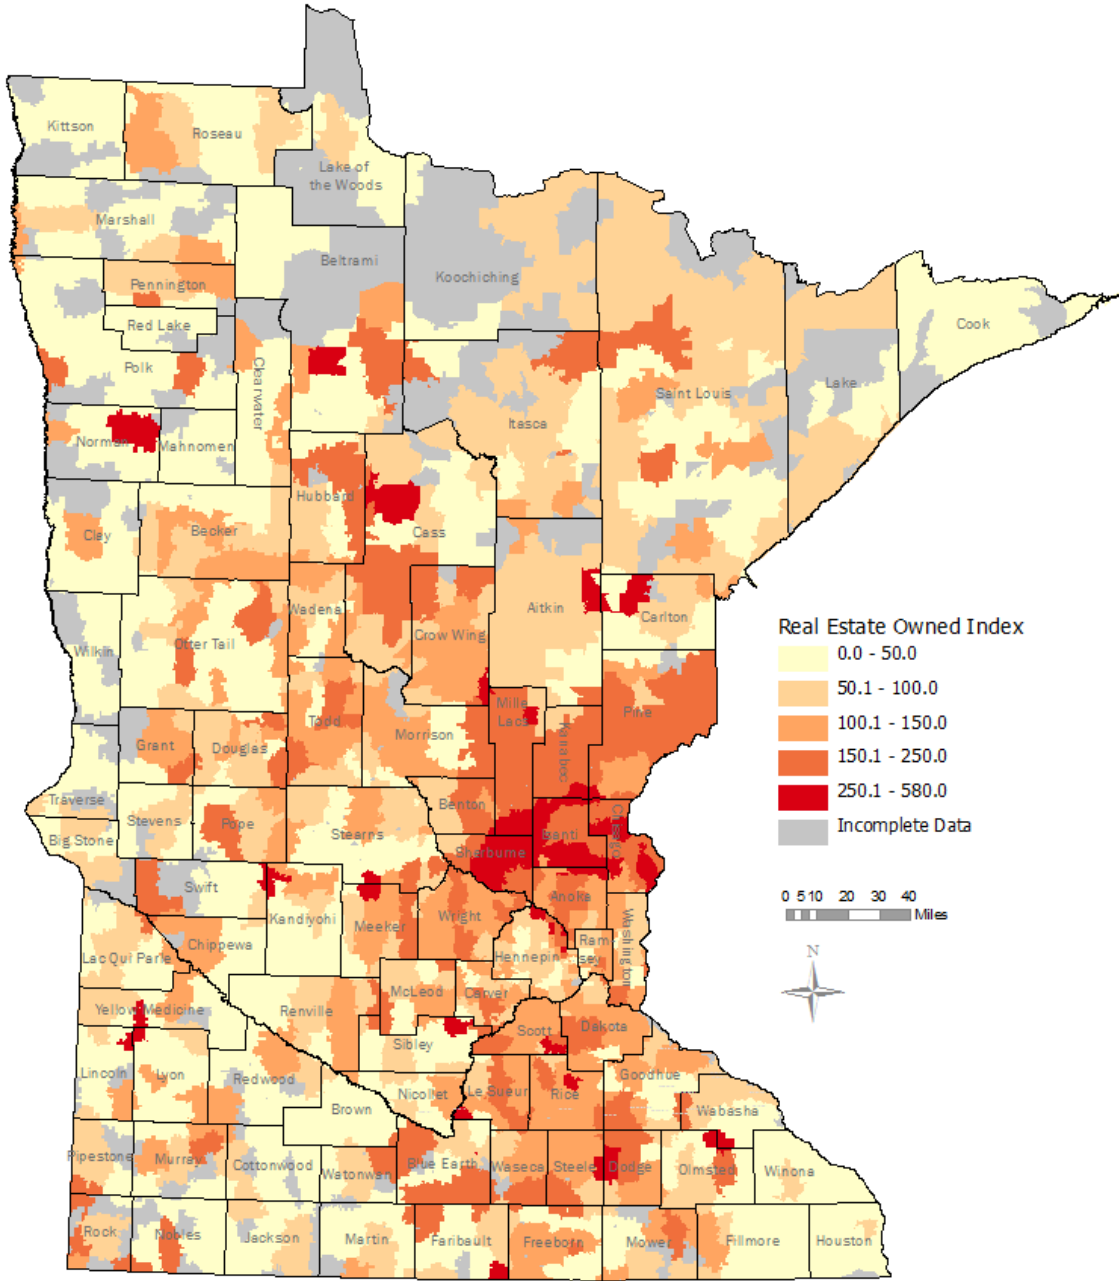 Kittson
Roseau
Lake of
the Woods
Marshall
Beltrami
Koochiching
Pennington
Red Lake
Cook
Polk
Clearwater
Lake
Saint Louis
Itasca
Norman
Mahnomen
Hubbard
Clay
Becker
Cass
Wadena
Aitkin
Carlton
Crow Wing
Otter Tail
Wilkin
Real Estate Owned Index
0.0 - 50.0
50.1 - 100.0
100.1 - 150.0
150.1 - 250.0
250.1 - 580.0
Incomplete Data
Mille
Lacs
Pine
Kanabec
Todd
Morrison
Grant
Douglas
Traverse
Benton
Stevens
Pope
Stearns
Isanti
Chisago
Big Stone
Sherburne
Swift
Anoka
Kandiyohi
Meeker
Wright
Washington
0 5 10 20 30 40
Miles
Chippewa
Ram-
sey
Hennepin
Lac Qui Parle
N
McLeod
Carver
Yellow Medicine
Renville
Scott
Dakota
Sibley
Lincoln
Lyon
Redwood
Goodhue
Nicollet
Le Sueur
Rice
Brown
Wabasha
Pipestone
Murray
Cottonwood
Watonwan
Blue Earth
Waseca
Steele
Dodge
Olmsted
Winona
Rock
Nobles
Jackson
Martin
Faribault
Freeborn
Mower
Fillmore
Houston